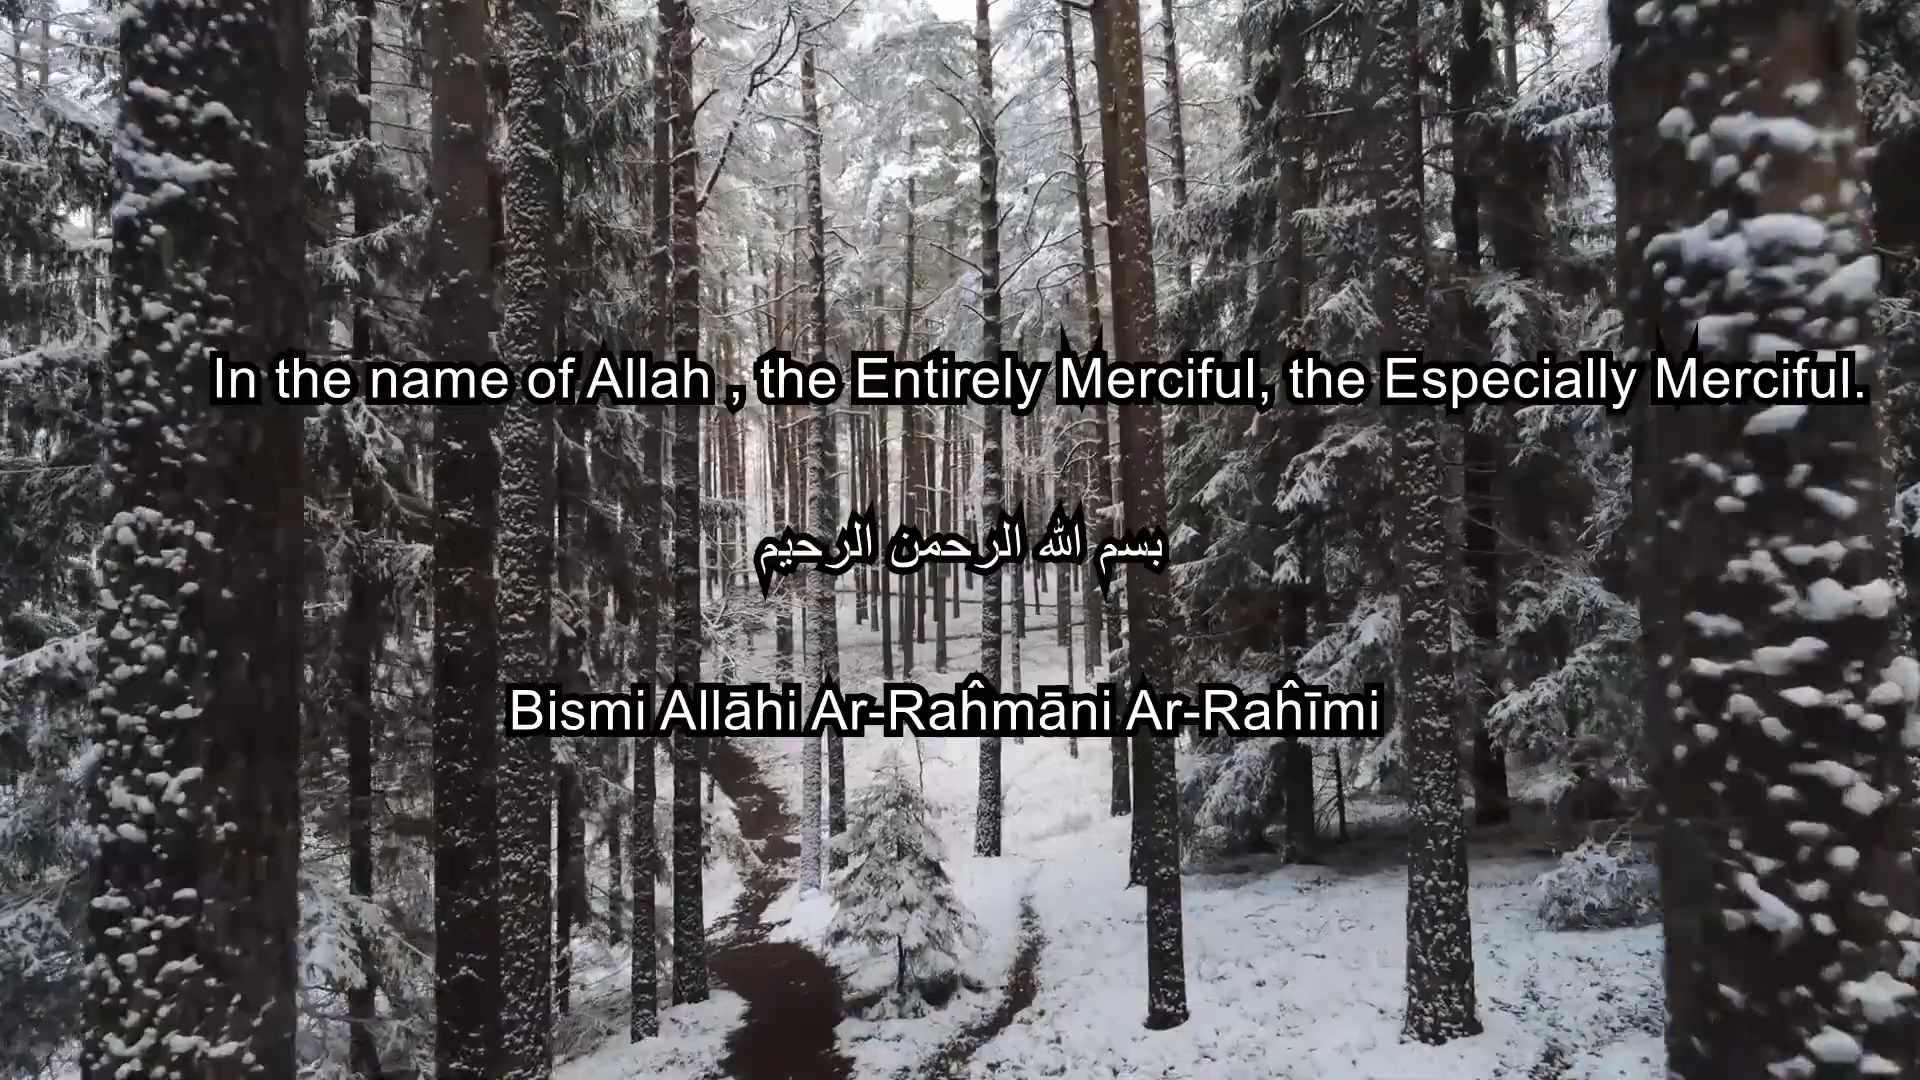 In the name of Allah , the Entirely Merciful, the Especially Merciful.
بسم الله الرحمن الرحيم
Bismi Allāhi Ar-Raĥmāni Ar-Raĥīmi